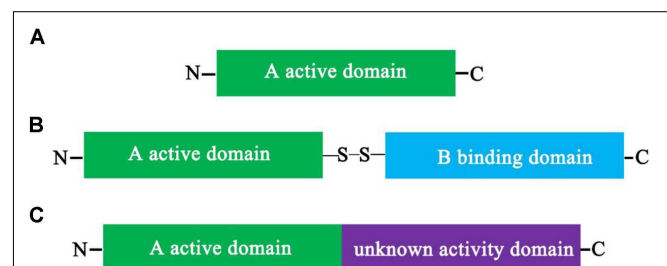 A
N A active domain C
B
N A active domain S S B binding domain C
C
N A active domain unknown activity domain C